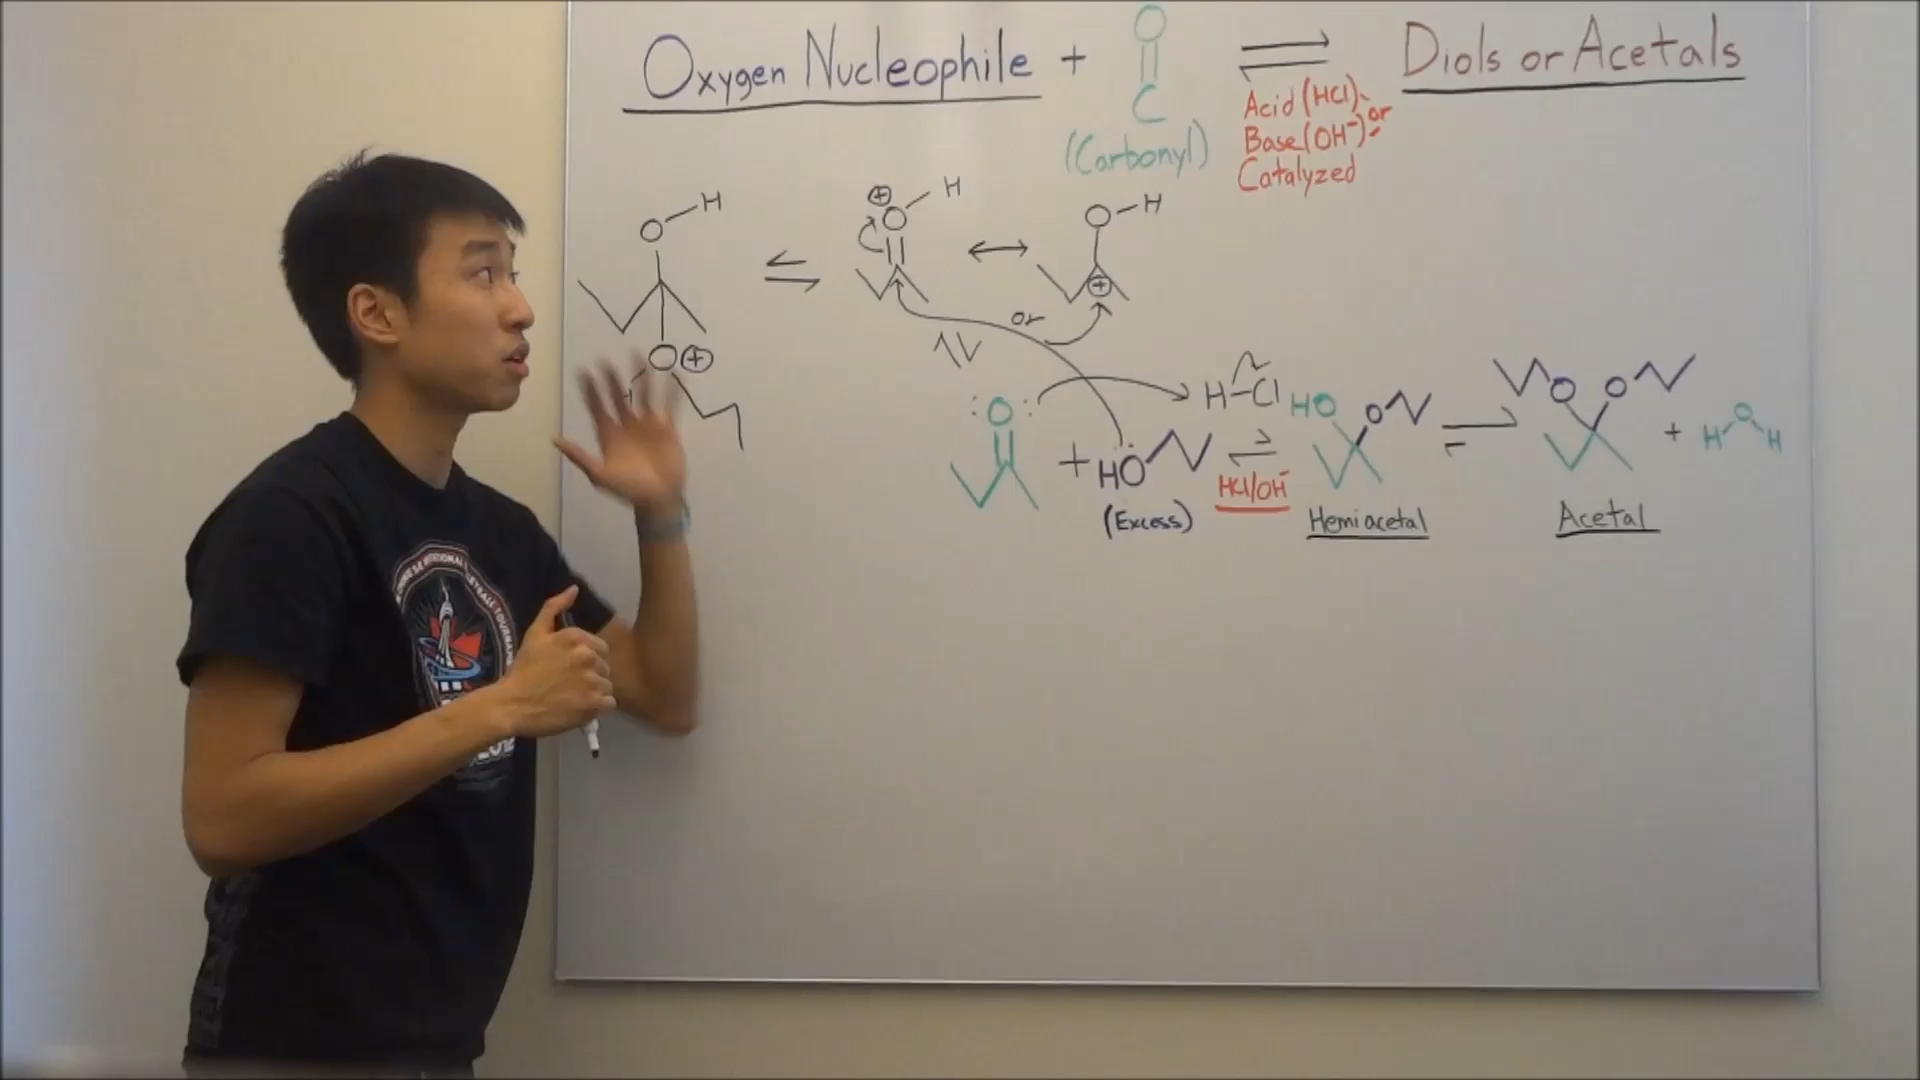 Oxygen Nucleophile + O C ⇌ Diols or Acetals
(Carbonyl)
Acid (HCl) or
Base (OH⁻)
Catalyzed
O H
O ⊕
H
⊕ O H
O H
⊕
or
: O :
H Cl
+ HO
(Excess)
HCl/OH⁻
HO O
Hemiacetal
O O
+ H O H
Acetal